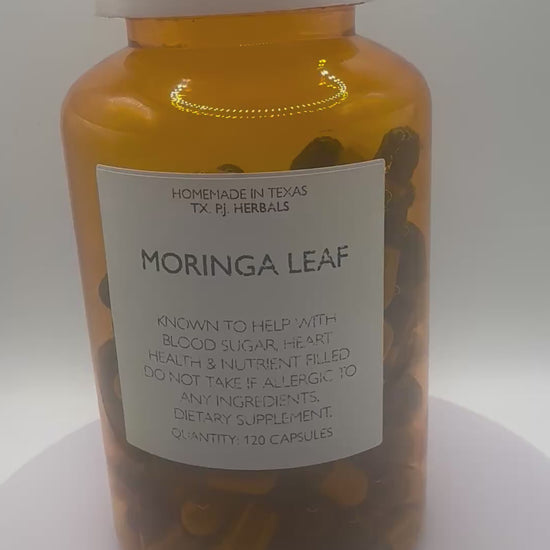 HOMEMADE IN TEXAS
TX. PJ. HERBALS
MORINGA LEAF
KNOWN TO HELP WITH
BLOOD SUGAR, HEART
HEALTH & NUTRIENT FILLED
DO NOT TAKE IF ALLERGIC TO
ANY INGREDIENTS.
DIETARY SUPPLEMENT.
QUANTITY: 120 CAPSULES